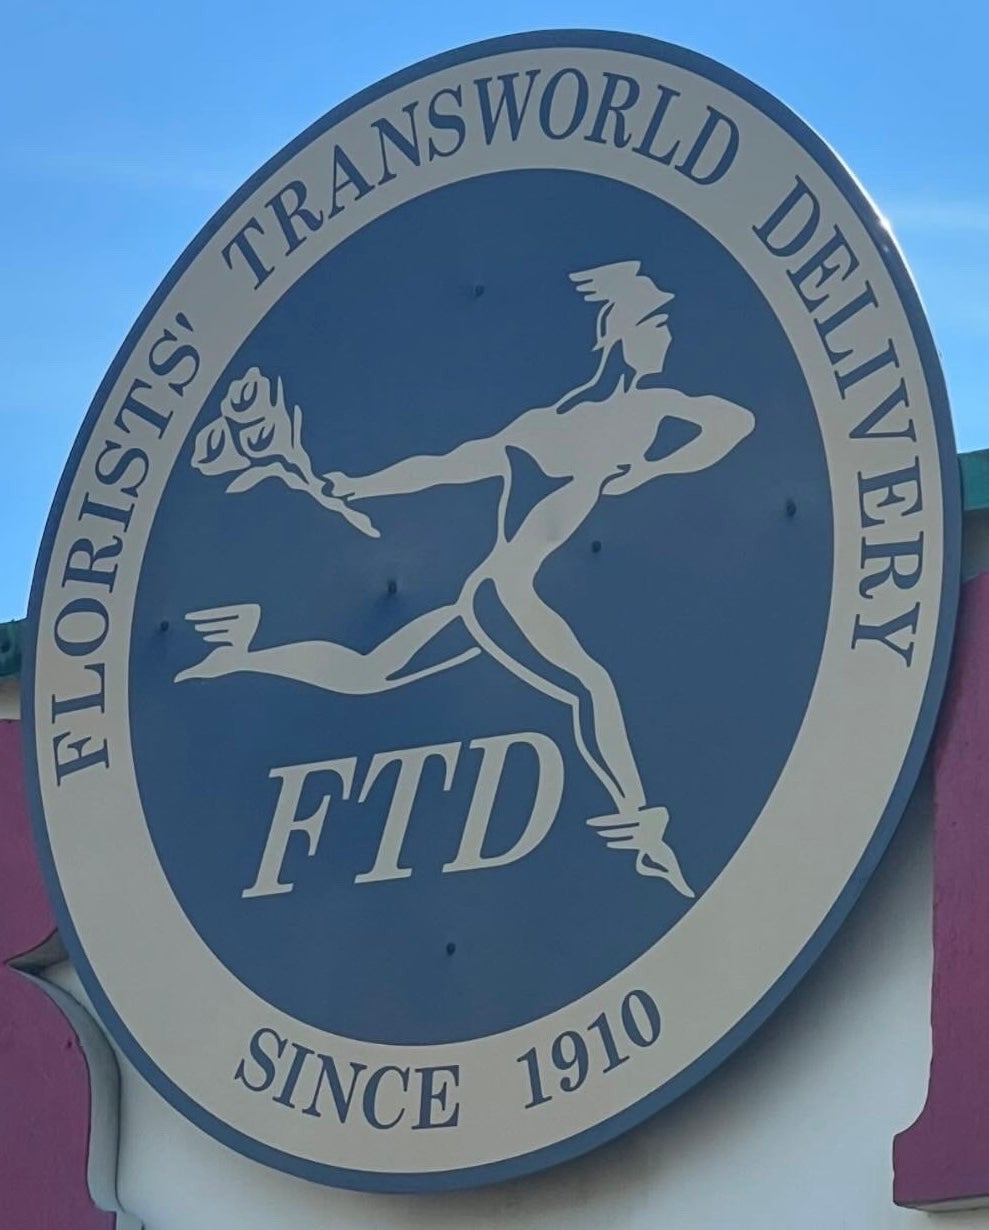 FLORISTS' TRANSWORLD DELIVERY
FTD
SINCE 1910